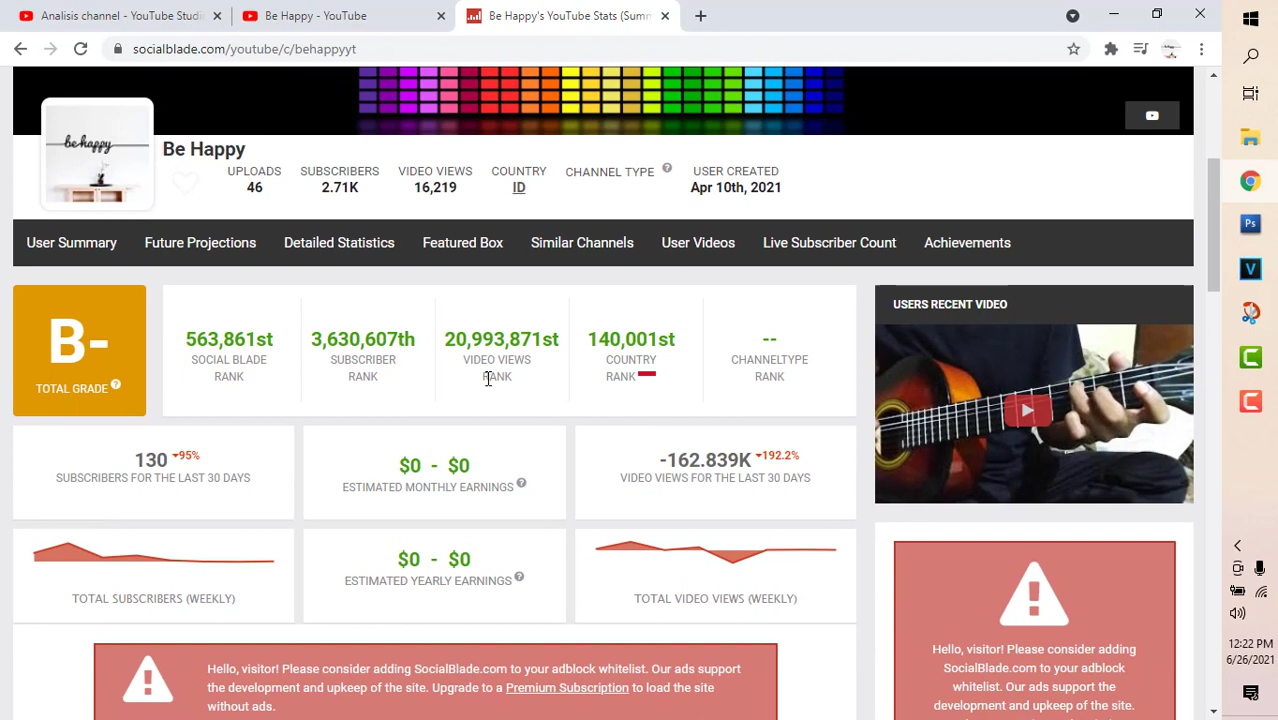 Analisis channel - YouTube Studi
Be Happy - YouTube
Be Happy's YouTube Stats (Summ
socialblade.com/youtube/c/behappyyt
be happy
Be Happy
UPLOADS
46
SUBSCRIBERS
2.71K
VIDEO VIEWS
16,219
COUNTRY
ID
CHANNEL TYPE ?
USER CREATED
Apr 10th, 2021
User Summary
Future Projections
Detailed Statistics
Featured Box
Similar Channels
User Videos
Live Subscriber Count
Achievements
B-
TOTAL GRADE ?
563,861st
SOCIAL BLADE
RANK
3,630,607th
SUBSCRIBER
RANK
20,993,871st
VIDEO VIEWS
RANK
140,001st
COUNTRY
RANK
--
CHANNELTYPE
RANK
USERS RECENT VIDEO
130 95%
SUBSCRIBERS FOR THE LAST 30 DAYS
$0 - $0
ESTIMATED MONTHLY EARNINGS ?
-162.839K 192.2%
VIDEO VIEWS FOR THE LAST 30 DAYS
TOTAL SUBSCRIBERS (WEEKLY)
$0 - $0
ESTIMATED YEARLY EARNINGS ?
TOTAL VIDEO VIEWS (WEEKLY)
Hello, visitor! Please consider adding SocialBlade.com to your adblock whitelist. Our ads support
the development and upkeep of the site. Upgrade to a Premium Subscription to load the site
without ads.
Hello, visitor! Please consider adding
SocialBlade.com to your adblock
whitelist. Our ads support the
development and upkeep of the site.
Upgrade to a Premium Subscription to
Ps
V
C
C
12:22 PM
6/26/2021